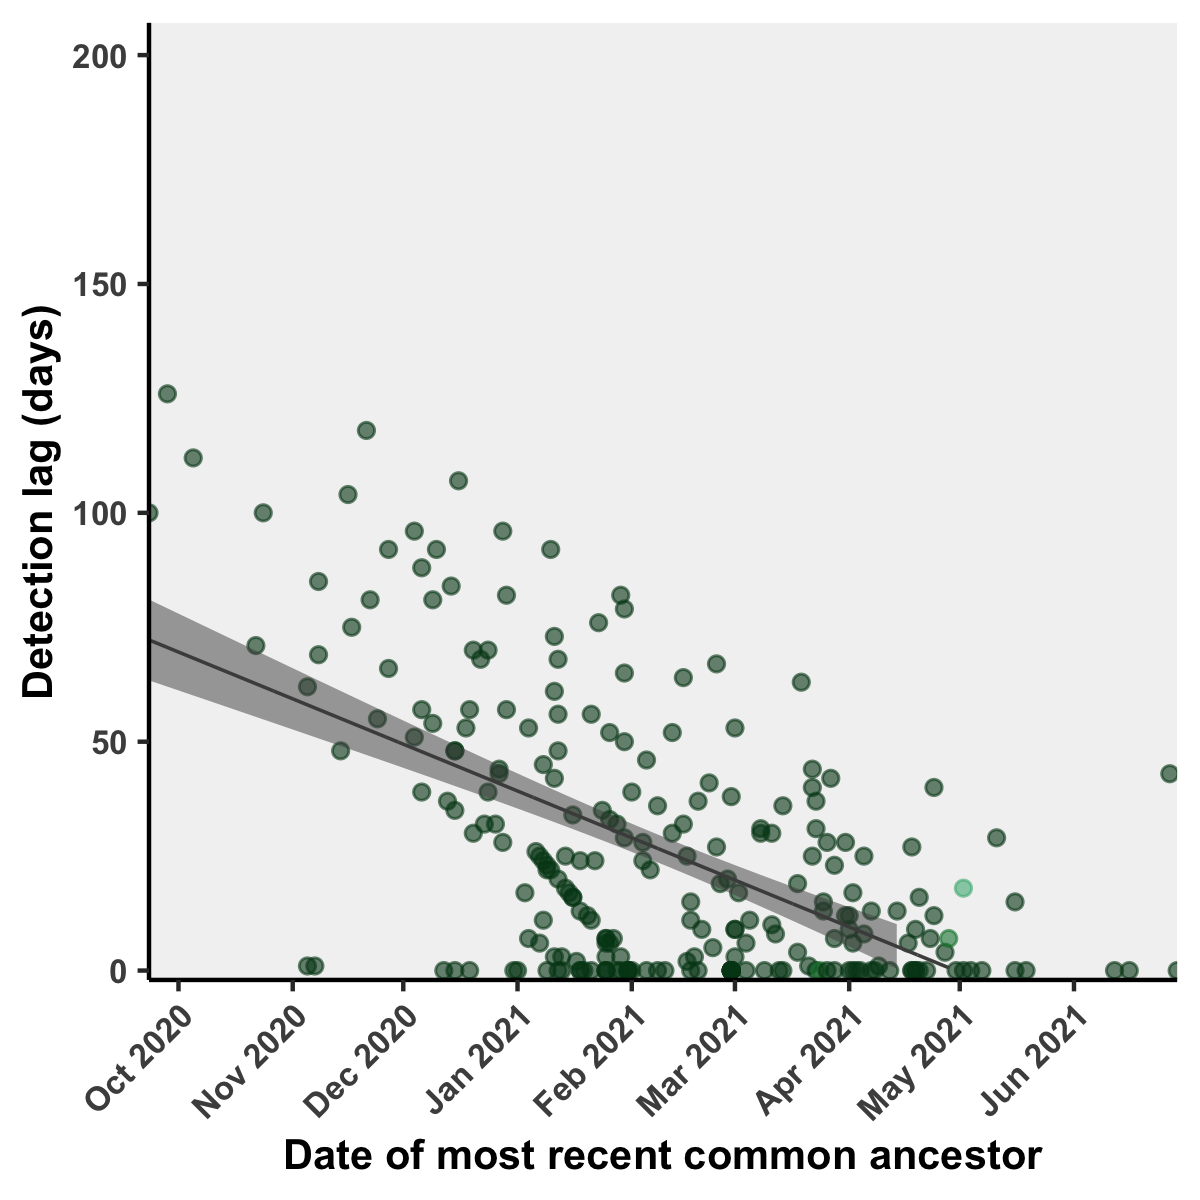 Detection lag (days)
200
150
100
50
0
Oct 2020
Nov 2020
Dec 2020
Jan 2021
Feb 2021
Mar 2021
Apr 2021
May 2021
Jun 2021
Date of most recent common ancestor